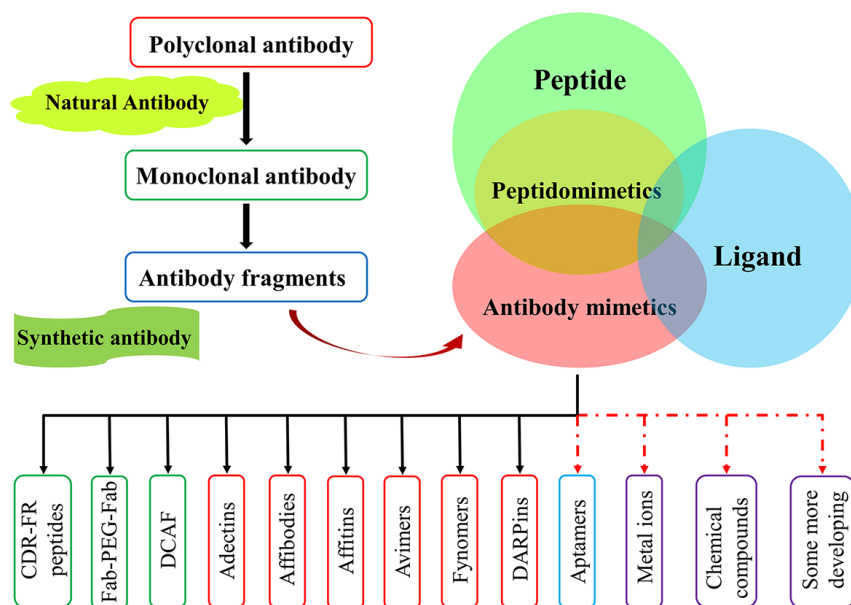 Polyclonal antibody
Natural Antibody
Monoclonal antibody
Antibody fragments
Synthetic antibody
Peptide
Peptidomimetics
Ligand
Antibody mimetics
CDR-FR
peptides
Fab-PEG-Fab
DCAF
Adectins
Affibodies
Affitins
Avimers
Fynomers
DARPins
Aptamers
Metal ions
Chemical
compounds
Some more
developing